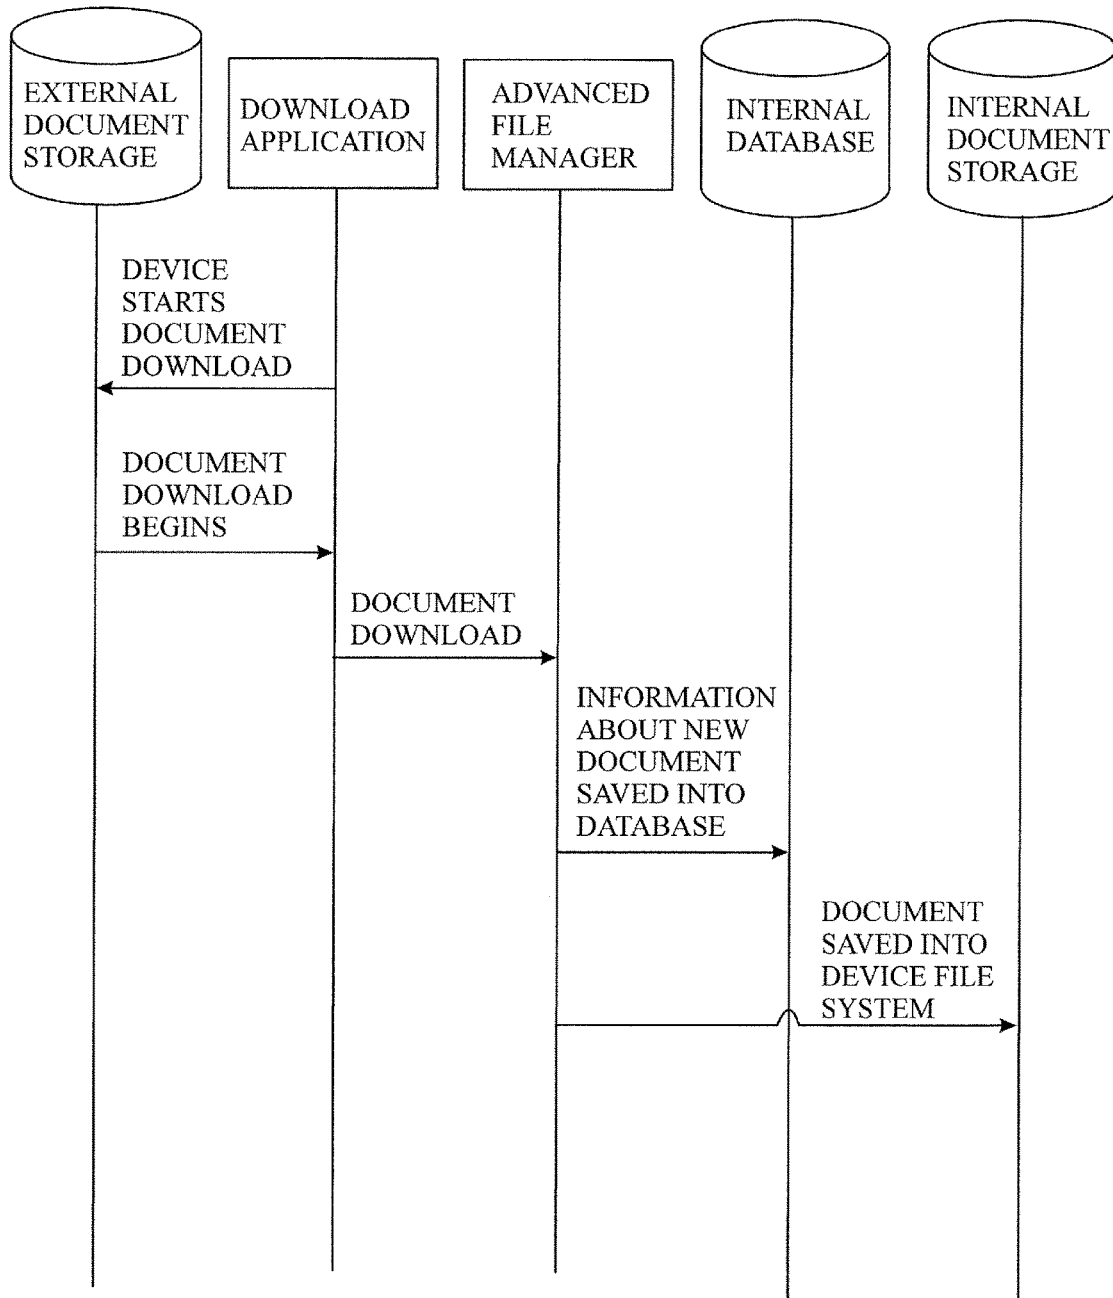 EXTERNAL
DOCUMENT
STORAGE
DOWNLOAD
APPLICATION
ADVANCED
FILE
MANAGER
INTERNAL
DATABASE
INTERNAL
DOCUMENT
STORAGE
DEVICE
STARTS
DOCUMENT
DOWNLOAD
DOCUMENT
DOWNLOAD
BEGINS
DOCUMENT
DOWNLOAD
INFORMATION
ABOUT NEW
DOCUMENT
SAVED INTO
DATABASE
DOCUMENT
SAVED INTO
DEVICE FILE
SYSTEM